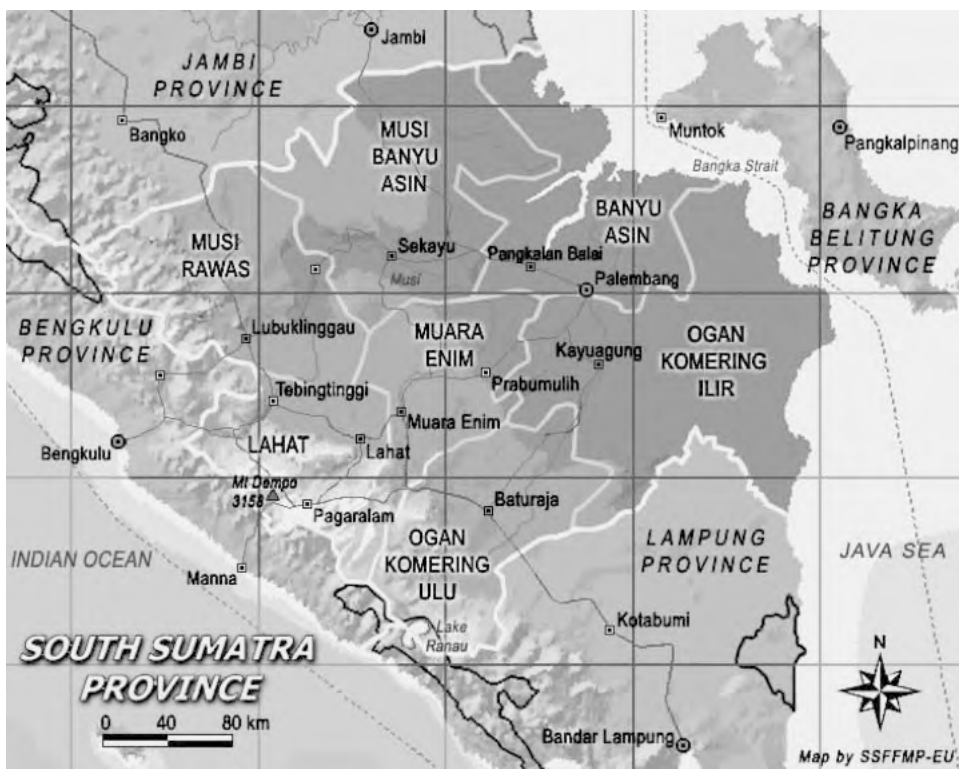 Jambi
JAMBI
PROVINCE
Bangko
MUSI
BANYU
ASIN
Muntok
Pangkalpinang
Bangka Strait
BANYU
ASIN
BANGKA
BELITUNG
PROVINCE
MUSI
RAWAS
Sekayu
Pangkalan Balai
Musi
Palembang
BENGKULU
PROVINCE
Lubuklinggau
MUARA
ENIM
Kayuagung
OGAN
KOMERING
ILIR
Tebingtinggi
Prabumulih
Muara Enim
LAHAT
Lahat
Bengkulu
Mt Dempo
3158
Pagaralam
Baturaja
OGAN
KOMERING
ULU
LAMPUNG
PROVINCE
INDIAN OCEAN
JAVA SEA
Manna
Lake
Ranau
Kotabumi
SOUTH SUMATRA
PROVINCE
N
0 40 80 km
Bandar Lampung
Map by SSFFMP-EU